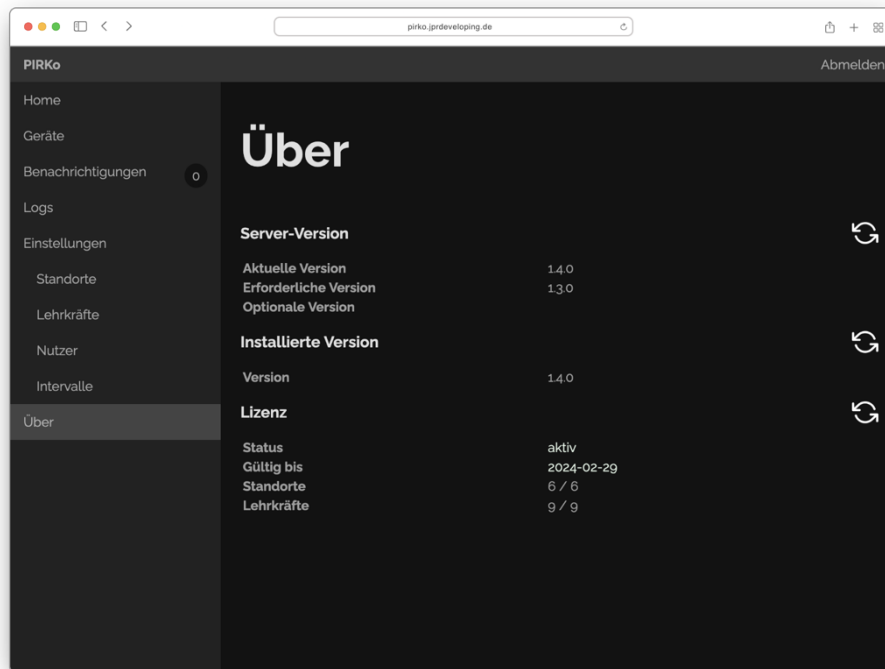 pirko.jprdeveloping.de
PIRKo
Abmelden
Home
Geräte
Benachrichtigungen 0
Logs
Einstellungen
Standorte
Lehrkräfte
Nutzer
Intervalle
Über
Über
Server-Version
Aktuelle Version 1.4.0
Erforderliche Version 1.3.0
Optionale Version
Installierte Version
Version 1.4.0
Lizenz
Status aktiv
Gültig bis 2024-02-29
Standorte 6 / 6
Lehrkräfte 9 / 9